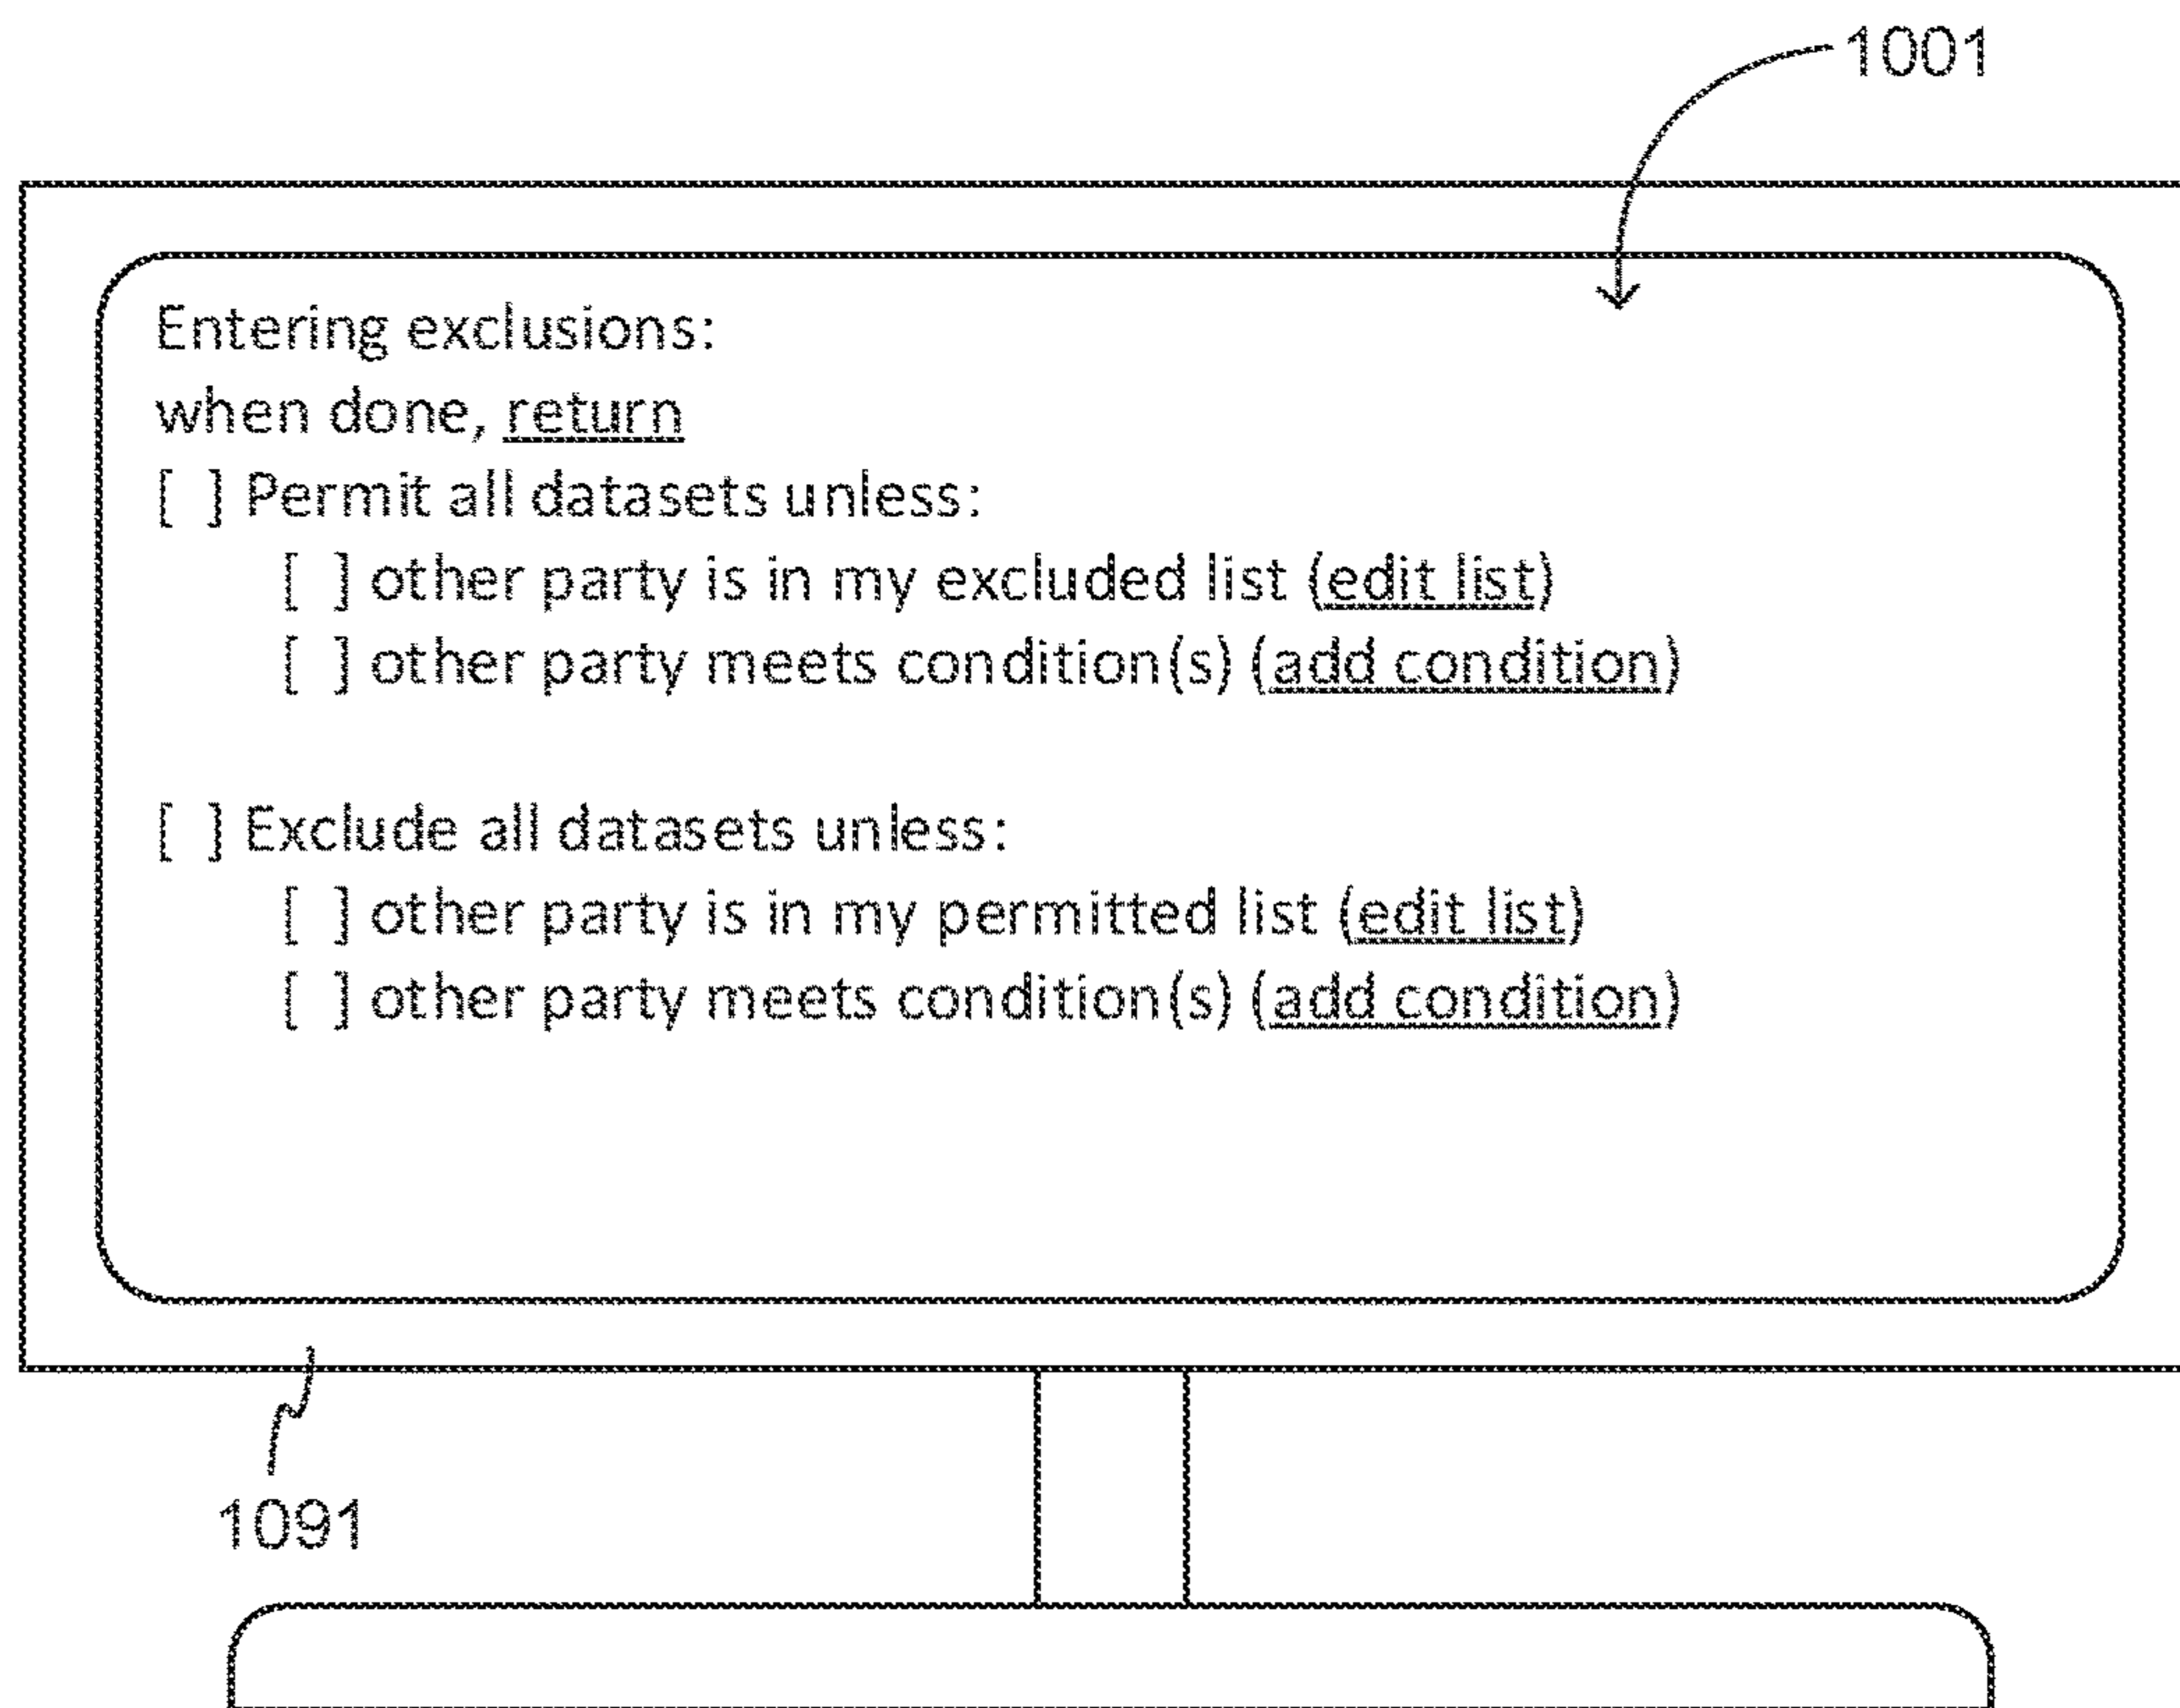 1001
Entering exclusions:
when done, return
[ ] Permit all datasets unless:
[ ] other party is in my excluded list (edit list)
[ ] other party meets condition(s) (add condition)
[ ] Exclude all datasets unless:
[ ] other party is in my permitted list (edit list)
[ ] other party meets condition(s) (add condition)
1091